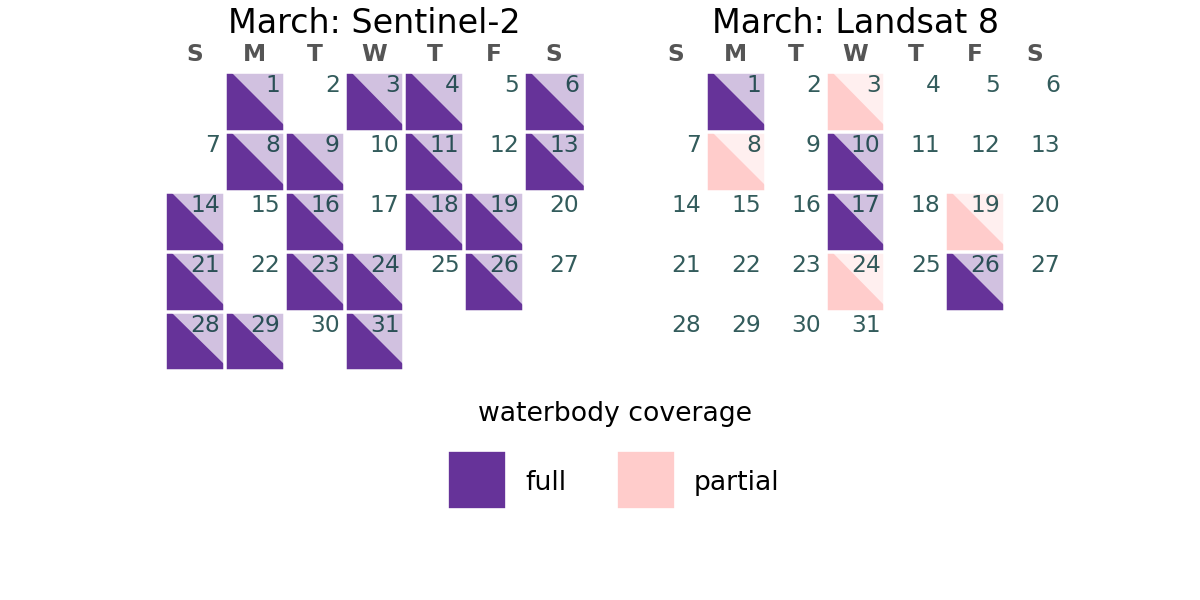 March: Sentinel-2
S M T W T F S
1 2 3 4 5 6
7 8 9 10 11 12 13
14 15 16 17 18 19 20
21 22 23 24 25 26 27
28 29 30 31
March: Landsat 8
S M T W T F S
1 2 3 4 5 6
7 8 9 10 11 12 13
14 15 16 17 18 19 20
21 22 23 24 25 26 27
28 29 30 31
waterbody coverage
full partial